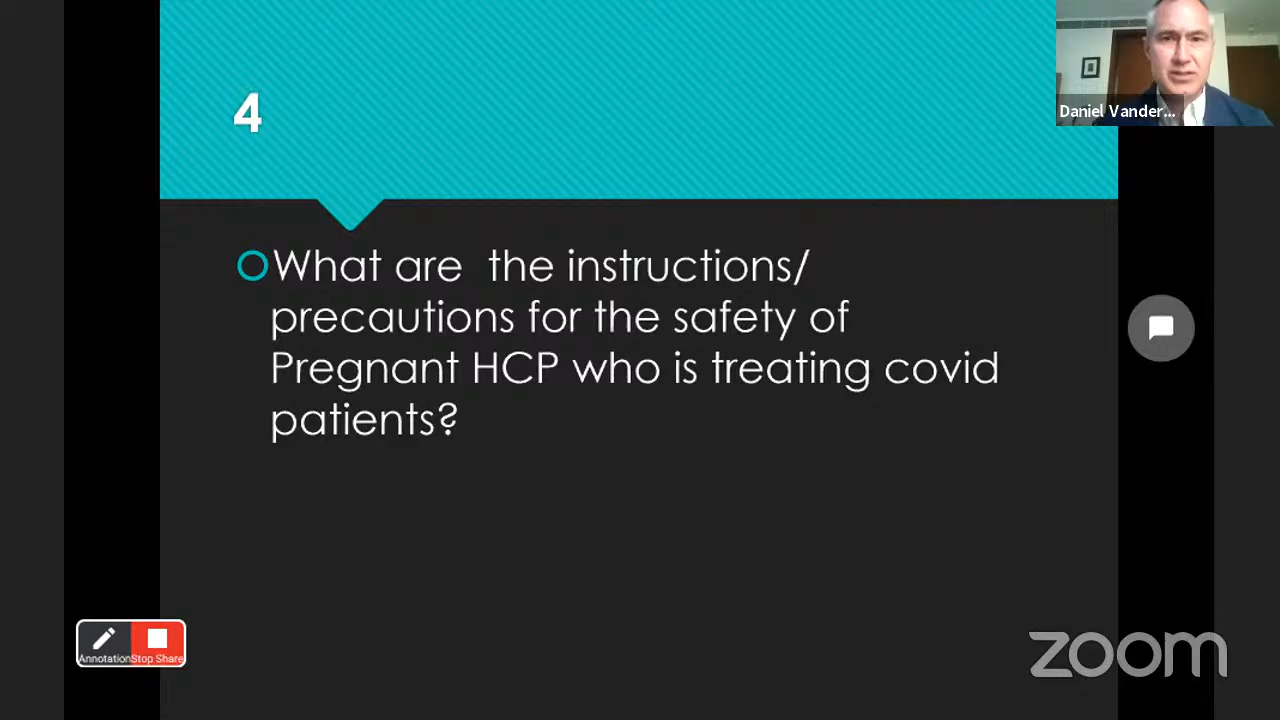 Daniel Vander...
4
What are  the instructions/
precautions for the safety of
Pregnant HCP who is treating covid
patients?
Annotation Stop Share
zoom